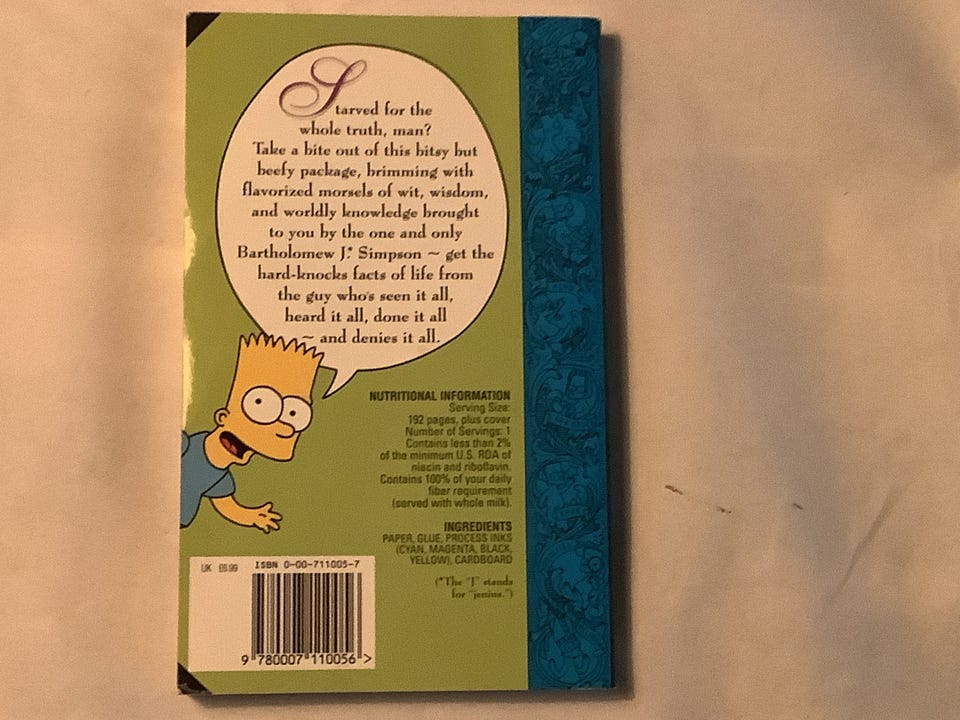 Starved for the
whole truth, man?
Take a bite out of this bitsy but
beefy package, brimming with
flavorized morsels of wit, wisdom,
and worldly knowledge brought
to you by the one and only
Bartholomew J.* Simpson ~ get the
hard-knocks facts of life from
the guy who's seen it all,
heard it all, done it all
~ and denies it all.
NUTRITIONAL INFORMATION
Serving Size:
192 pages, plus cover
Number of Servings: 1
Contains less than 2%
of the minimum U.S. RDA of
niacin and riboflavin.
Contains 100% of your daily
fiber requirement
(served with whole milk).
INGREDIENTS
PAPER, GLUE, PROCESS INKS
(CYAN, MAGENTA, BLACK,
YELLOW), CARDBOARD
(*The "J" stands
for "jenius.")
UK £6.99
ISBN 0-00-711005-7
9 780007 110056 >